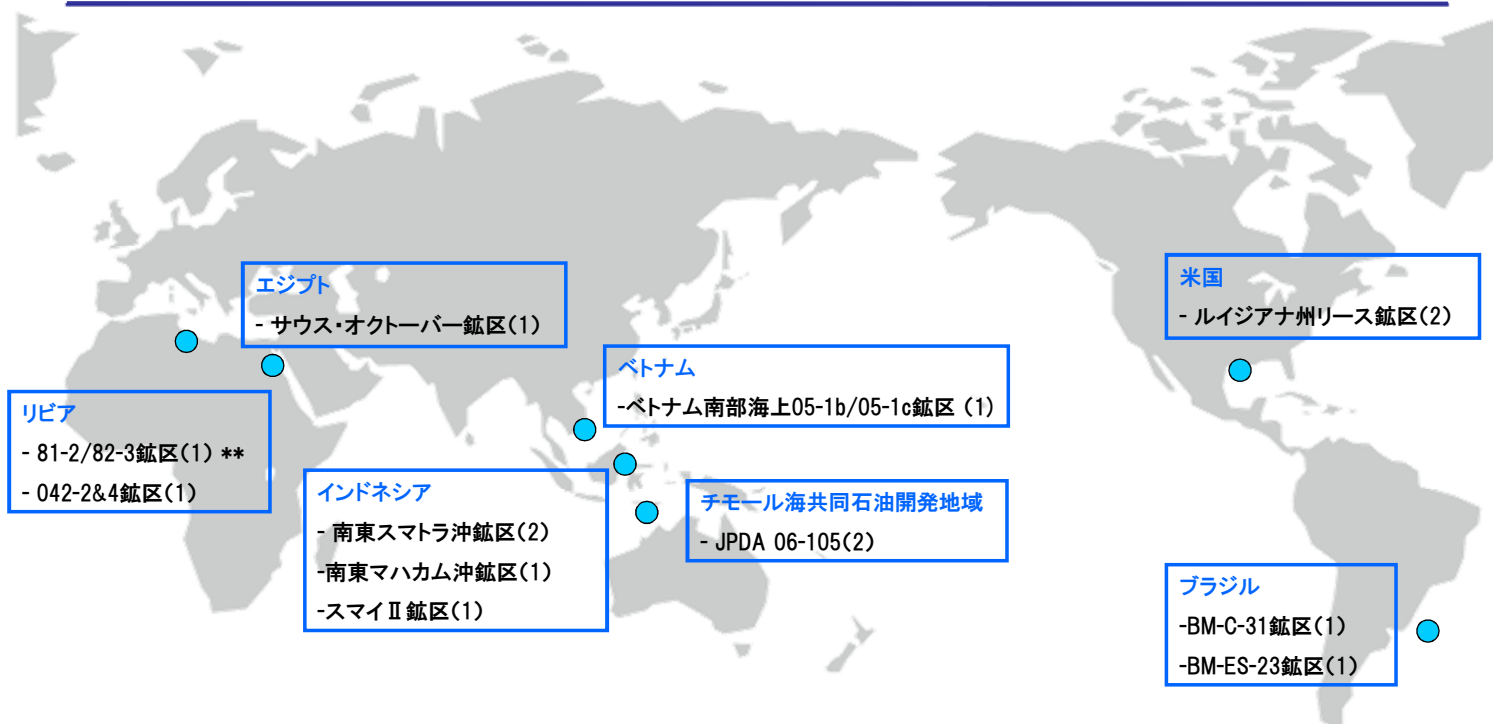 エジプト
- サウス・オクトーバー鉱区(1)
米国
- ルイジアナ州リース鉱区(2)
ベトナム
-ベトナム南部海上05-1b/05-1c鉱区 (1)
リビア
- 81-2/82-3鉱区(1) **
- 042-2&4鉱区(1)
インドネシア
- 南東スマトラ沖鉱区(2)
-南東マハカム沖鉱区(1)
-スマイⅡ鉱区(1)
チモール海共同石油開発地域
- JPDA 06-105(2)
ブラジル
-BM-C-31鉱区(1)
-BM-ES-23鉱区(1)